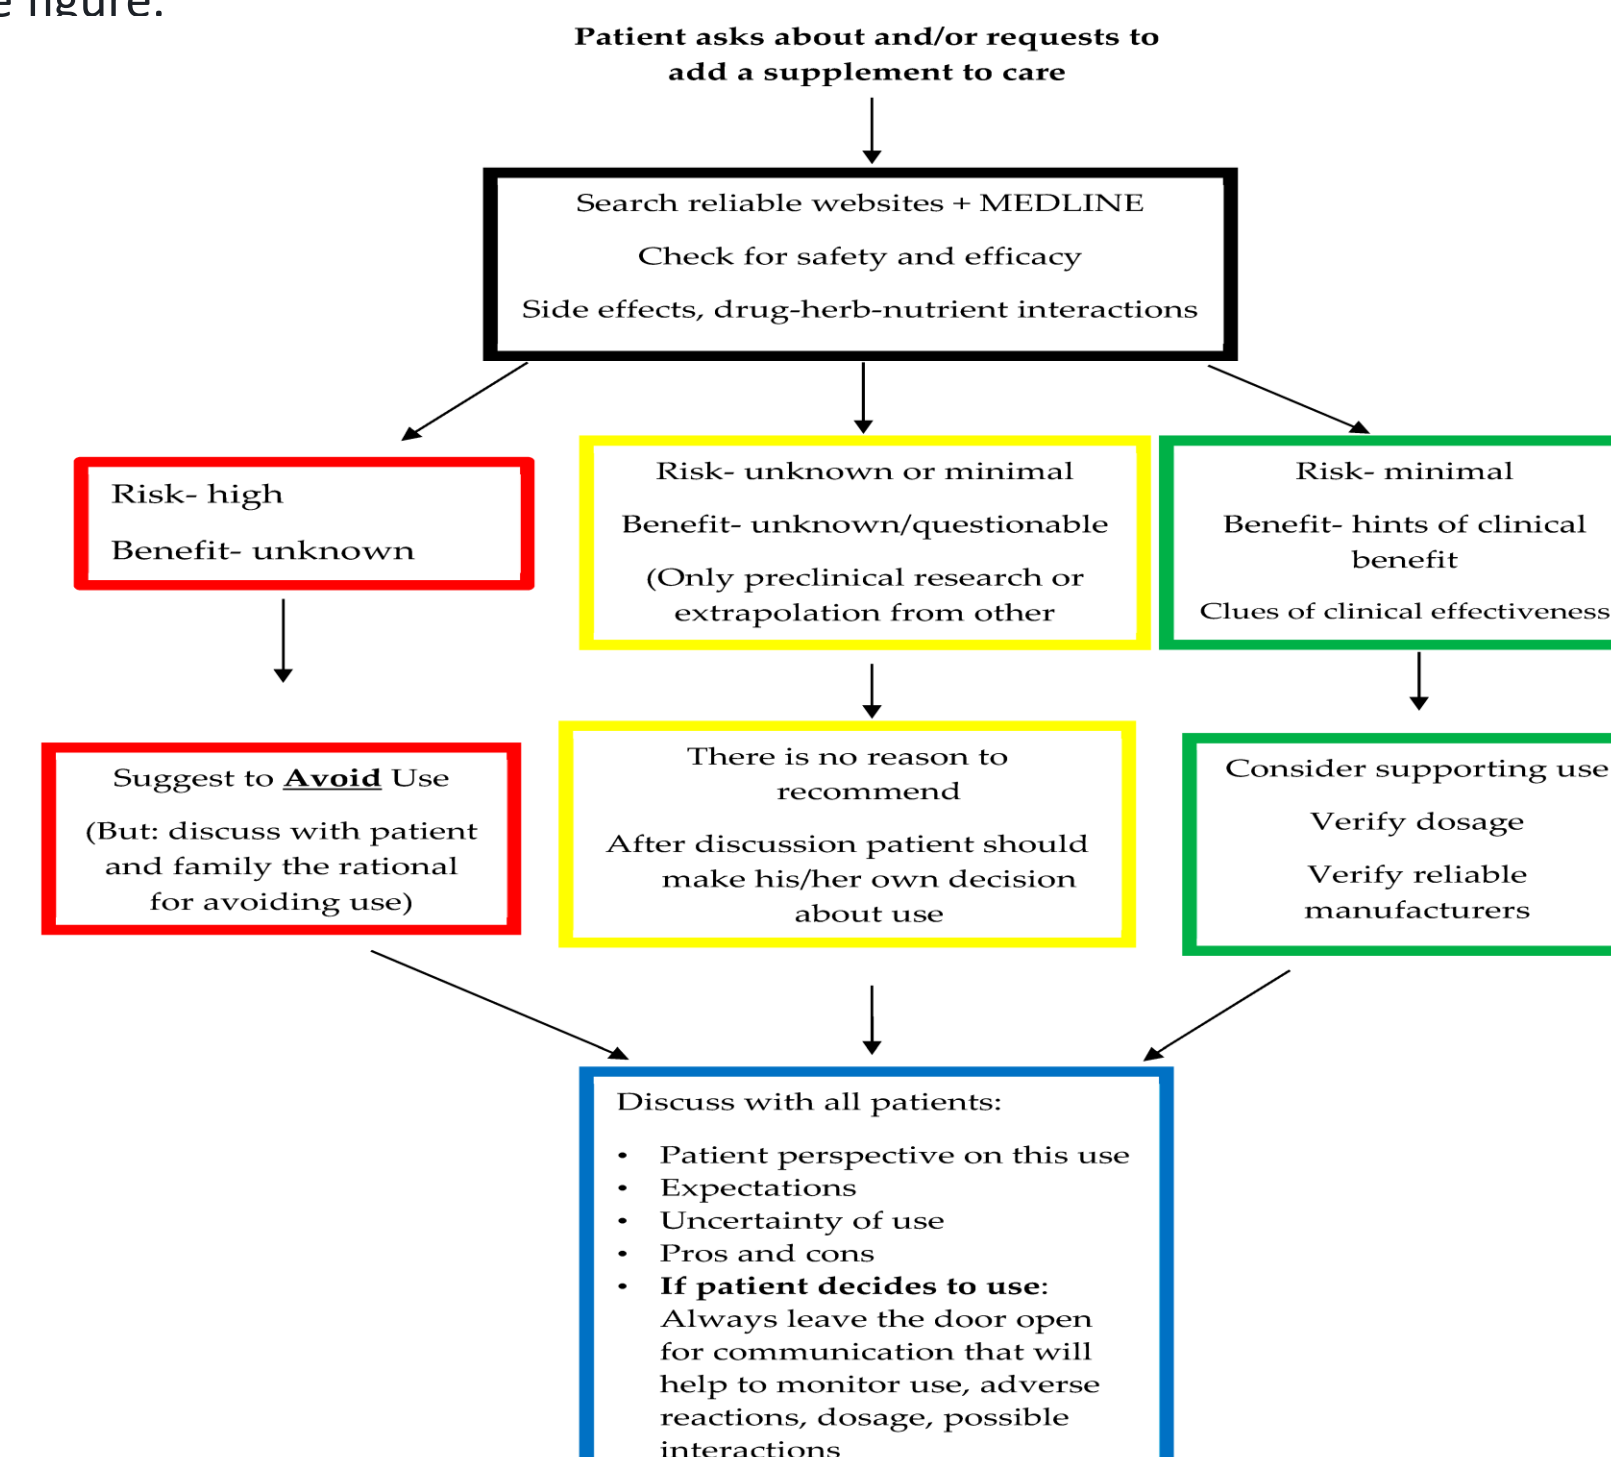 e figure.
Patient asks about and/or requests to
add a supplement to care
Search reliable websites + MEDLINE
Check for safety and efficacy
Side effects, drug-herb-nutrient interactions
Risk- high
Benefit- unknown
Risk- unknown or minimal
Benefit- unknown/questionable
(Only preclinical research or
extrapolation from other
Risk- minimal
Benefit- hints of clinical
benefit
Clues of clinical effectiveness
Suggest to Avoid Use
(But: discuss with patient
and family the rational
for avoiding use)
There is no reason to
recommend
After discussion patient should
make his/her own decision
about use
Consider supporting use
Verify dosage
Verify reliable
manufacturers
Discuss with all patients:
• Patient perspective on this use
• Expectations
• Uncertainty of use
• Pros and cons
• If patient decides to use:
Always leave the door open
for communication that will
help to monitor use, adverse
reactions, dosage, possible
interactions